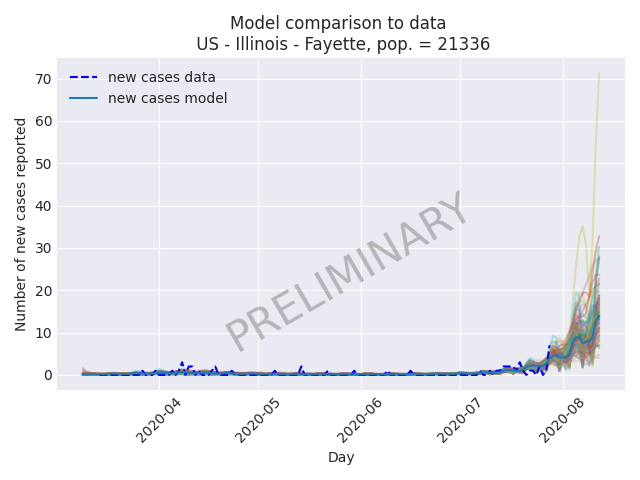 Model comparison to data
US - Illinois - Fayette, pop. = 21336
new cases data
new cases model
Number of new cases reported
70
60
50
40
30
20
10
0
PRELIMINARY
2020-04
2020-05
2020-06
2020-07
2020-08
Day